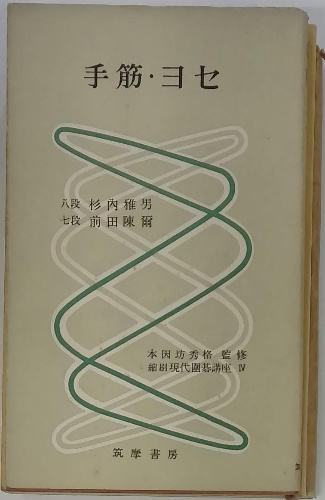 手筋・ヨセ
八段 杉内雅男
七段 前田陳爾
本因坊秀格 監修
縮刷現代囲碁講座 Ⅳ
筑摩書房